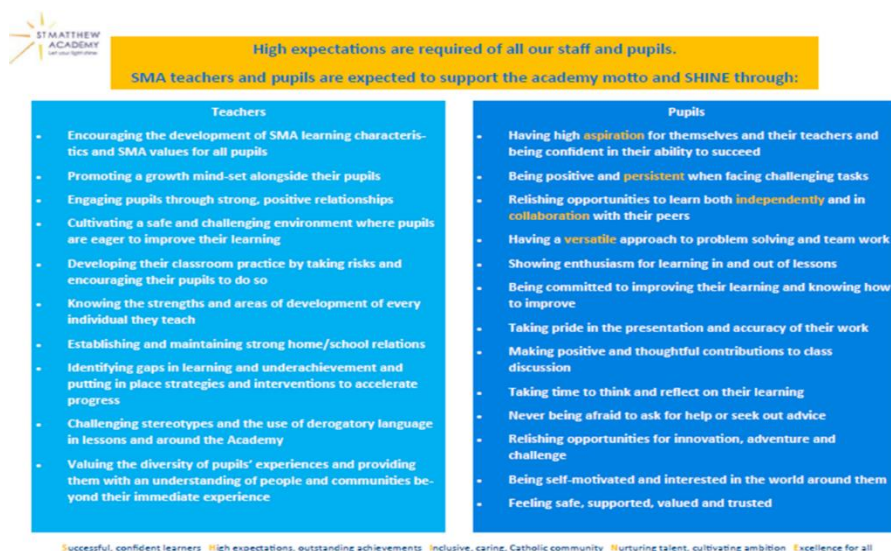 ST MATTHEW
ACADEMY
Let your light shine
High expectations are required of all our staff and pupils.
SMA teachers and pupils are expected to support the academy motto and SHINE through:
Teachers
• Encouraging the development of SMA learning characteris-
tics and SMA values for all pupils
• Promoting a growth mind-set alongside their pupils
• Engaging pupils through strong, positive relationships
• Cultivating a safe and challenging environment where pupils
are eager to improve their learning
• Developing their classroom practice by taking risks and
encouraging their pupils to do so
• Knowing the strengths and areas of development of every
individual they teach
• Establishing and maintaining strong home/school relations
• Identifying gaps in learning and underachievement and
putting in place strategies and interventions to accelerate
progress
• Challenging stereotypes and the use of derogatory language
in lessons and around the Academy
• Valuing the diversity of pupils' experiences and providing
them with an understanding of people and communities be-
yond their immediate experience
Pupils
• Having high aspiration for themselves and their teachers and
being confident in their ability to succeed
• Being positive and persistent when facing challenging tasks
• Relishing opportunities to learn both independently and in
collaboration with their peers
• Having a versatile approach to problem solving and team work
• Showing enthusiasm for learning in and out of lessons
• Being committed to improving their learning and knowing how
to improve
• Taking pride in the presentation and accuracy of their work
• Making positive and thoughtful contributions to class
discussion
• Taking time to think and reflect on their learning
• Never being afraid to ask for help or seek out advice
• Relishing opportunities for innovation, adventure and
challenge
• Being self-motivated and interested in the world around them
• Feeling safe, supported, valued and trusted
Successful, confident learners High expectations, outstanding achievements Inclusive, caring, Catholic community Nurturing talent, cultivating ambition Excellence for all